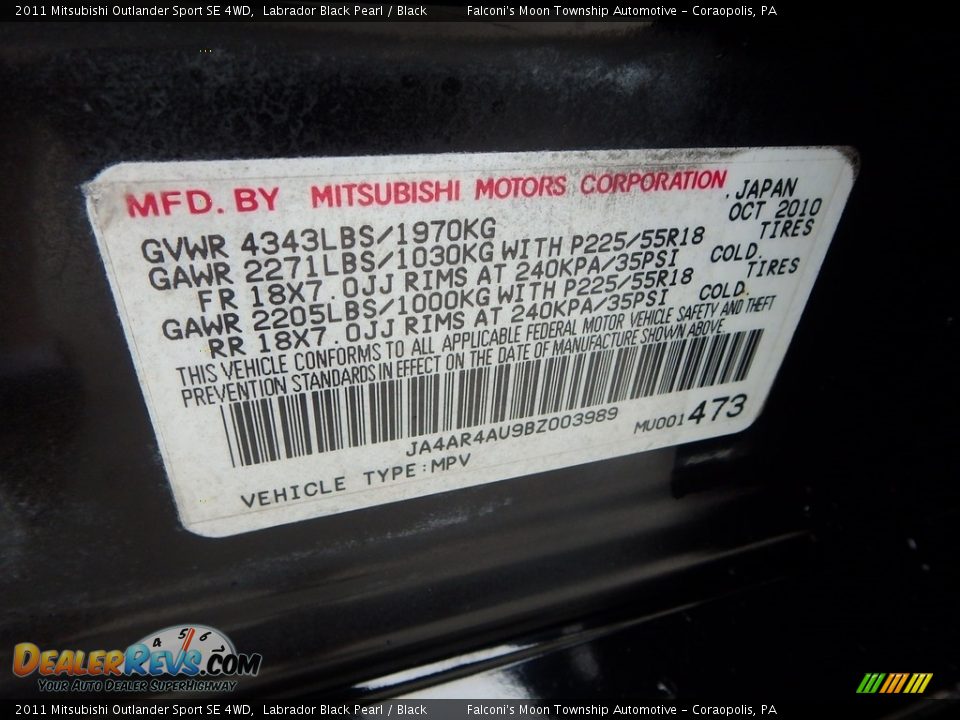 2011 Mitsubishi Outlander Sport SE 4WD, Labrador Black Pearl / Black Falconi's Moon Township Automotive - Coraopolis, PA
MFD. BY MITSUBISHI MOTORS CORPORATION ,JAPAN
OCT 2010
GVWR 4343LBS/1970KG
GAWR 2271LBS/1030KG WITH P225/55R18 TIRES
FR 18X7.0JJ RIMS AT 240KPA/35PSI COLD.
GAWR 2205LBS/1000KG WITH P225/55R18 TIRES
RR 18X7.0JJ RIMS AT 240KPA/35PSI COLD.
THIS VEHICLE CONFORMS TO ALL APPLICABLE FEDERAL MOTOR VEHICLE SAFETY AND THEFT
PREVENTION STANDARDS IN EFFECT ON THE DATE OF MANUFACTURE SHOWN ABOVE
JA4AR4AU9BZ003989 MU001473
VEHICLE TYPE:MPV
4 5 6
DEALERREVS.COM
YOUR AUTO DEALER SUPERHIGHWAY
2011 Mitsubishi Outlander Sport SE 4WD, Labrador Black Pearl / Black Falconi's Moon Township Automotive - Coraopolis, PA